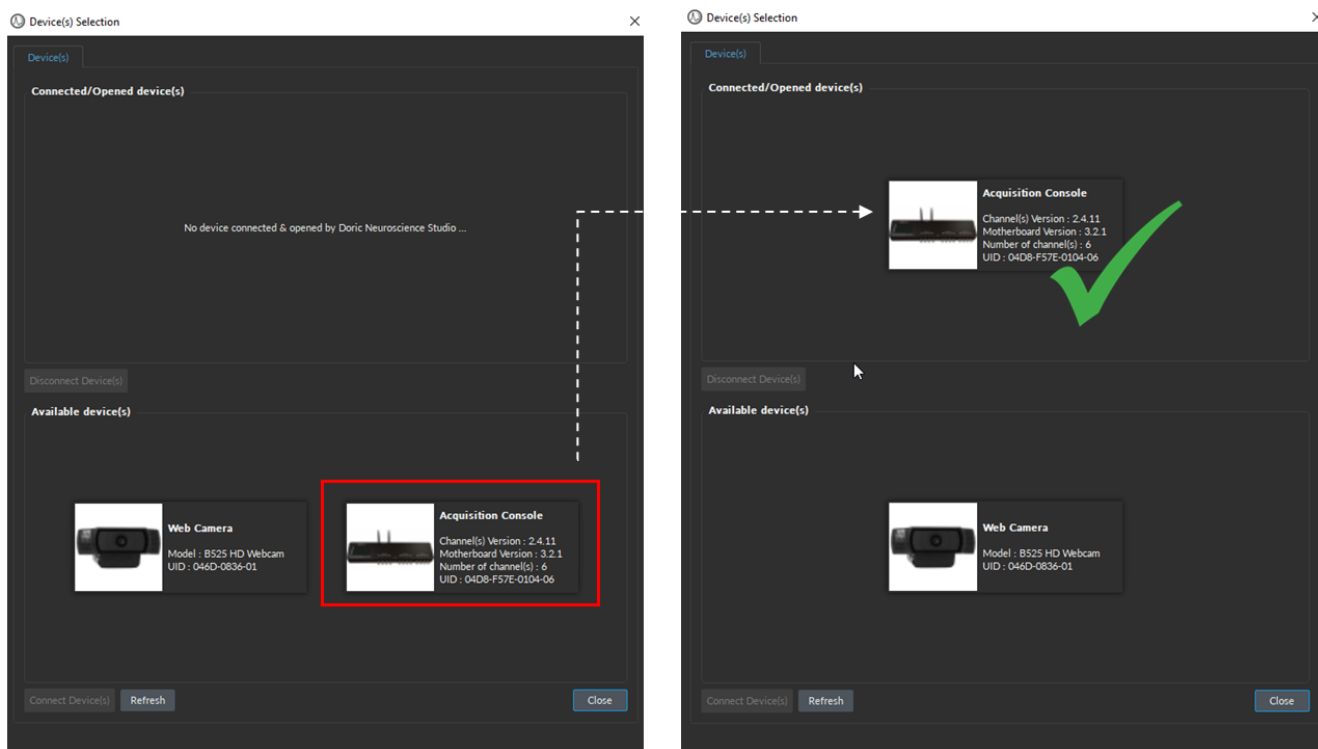 Device(s) Selection
Device(s)
Connected/Opened device(s)
No device connected & opened by Doric Neuroscience Studio ...
Disconnect Device(s)
Available device(s)
Web Camera
Model : B525 HD Webcam
UID : 046D-0836-01
Acquisition Console
Channel(s) Version : 2.4.11
Motherboard Version : 3.2.1
Number of channel(s) : 6
UID : 04D8-F57E-0104-06
Connect Device(s)
Refresh
Close
Device(s) Selection
Device(s)
Connected/Opened device(s)
Acquisition Console
Channel(s) Version : 2.4.11
Motherboard Version : 3.2.1
Number of channel(s) : 6
UID : 04D8-F57E-0104-06
Disconnect Device(s)
Available device(s)
Web Camera
Model : B525 HD Webcam
UID : 046D-0836-01
Connect Device(s)
Refresh
Close